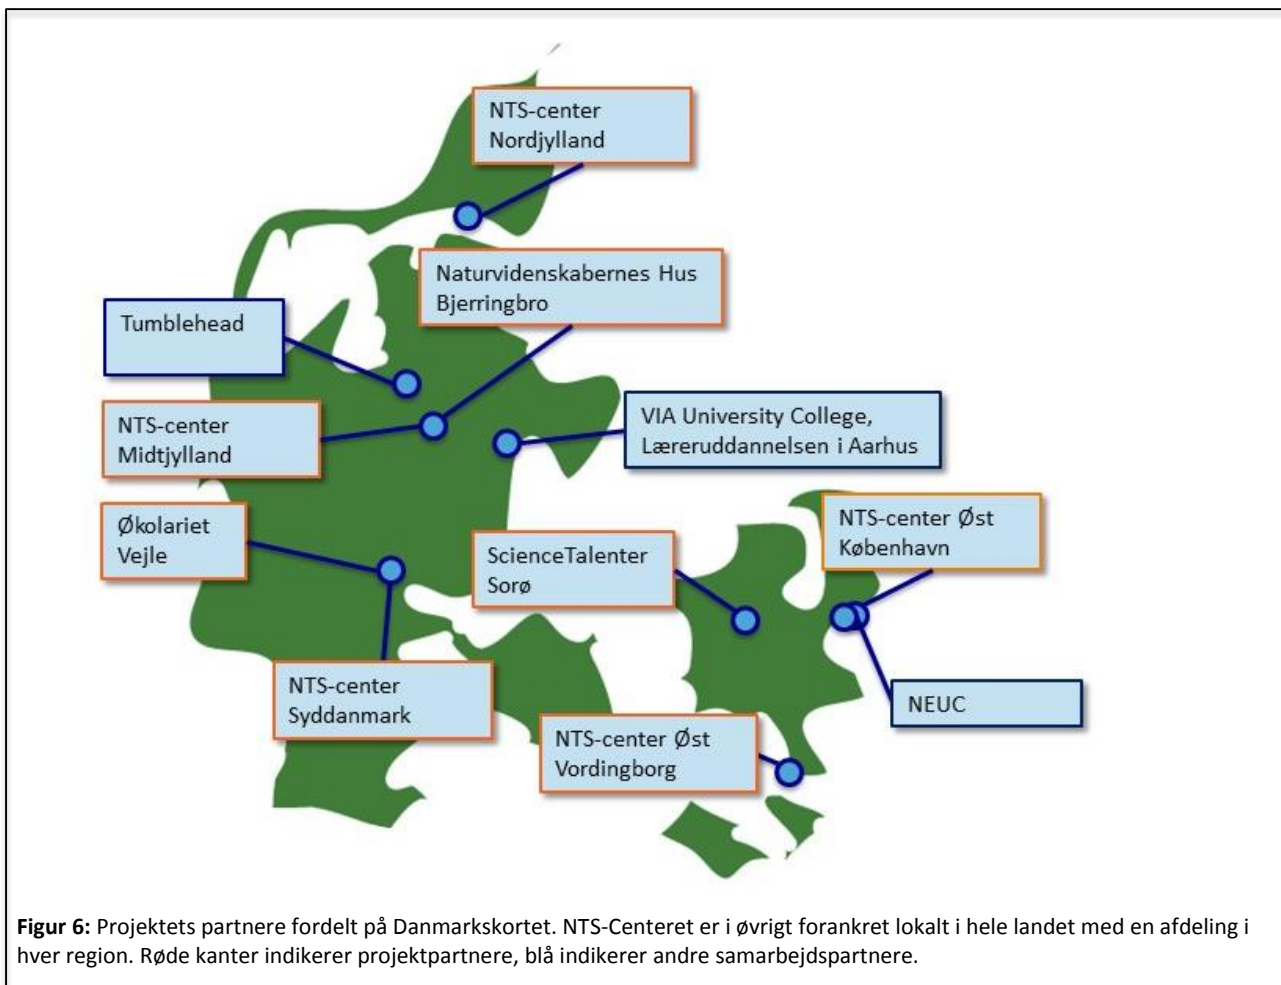 NTS-center
Nordjylland
Naturvidenskabernes Hus
Bjerringbro
Tumblehead
NTS-center
Midtjylland
VIA University College,
Læreruddannelsen i Aarhus
Økolariet
Vejle
ScienceTalenter
Sorø
NTS-center Øst
København
NTS-center
Syddanmark
NEUC
NTS-center Øst
Vordingborg
Figur 6: Projektets partnere fordelt på Danmarkskortet. NTS-Centeret er i øvrigt forankret lokalt i hele landet med en afdeling i
hver region. Røde kanter indikerer projektpartnere, blå indikerer andre samarbejdspartnere.